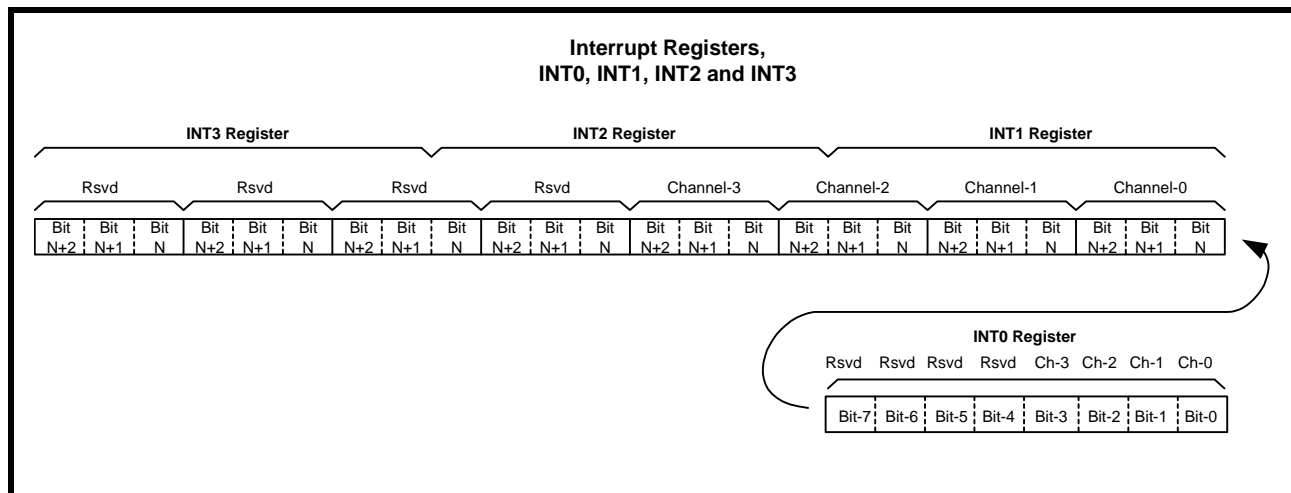 Interrupt Registers,
INT0, INT1, INT2 and INT3
INT3 Register INT2 Register INT1 Register
Rsvd Rsvd Rsvd Rsvd Channel-3 Channel-2 Channel-1 Channel-0
Bit Bit Bit Bit Bit Bit Bit Bit Bit Bit Bit Bit Bit Bit Bit Bit Bit Bit Bit Bit Bit Bit Bit Bit
N+2 N+1 N N+2 N+1 N N+2 N+1 N N+2 N+1 N N+2 N+1 N N+2 N+1 N N+2 N+1 N N+2 N+1 N
INT0 Register
Rsvd Rsvd Rsvd Rsvd Ch-3 Ch-2 Ch-1 Ch-0
Bit-7 Bit-6 Bit-5 Bit-4 Bit-3 Bit-2 Bit-1 Bit-0